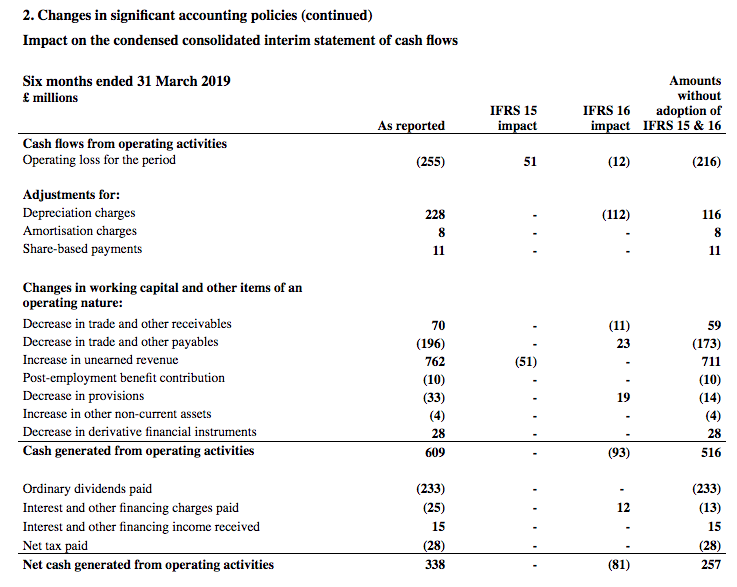 2. Changes in significant accounting policies (continued)
Impact on the condensed consolidated interim statement of cash flows
Six months ended 31 March 2019
£ millions
As reported
IFRS 15
impact
IFRS 16
impact
Amounts
without
adoption of
IFRS 15 & 16
Cash flows from operating activities
Operating loss for the period (255) 51 (12) (216)
Adjustments for:
Depreciation charges 228 - (112) 116
Amortisation charges 8 - - 8
Share-based payments 11 - - 11
Changes in working capital and other items of an
operating nature:
Decrease in trade and other receivables 70 - (11) 59
Decrease in trade and other payables (196) - 23 (173)
Increase in unearned revenue 762 (51) - 711
Post-employment benefit contribution (10) - - (10)
Decrease in provisions (33) - 19 (14)
Increase in other non-current assets (4) - - (4)
Decrease in derivative financial instruments 28 - - 28
Cash generated from operating activities 609 - (93) 516
Ordinary dividends paid (233) - - (233)
Interest and other financing charges paid (25) - 12 (13)
Interest and other financing income received 15 - - 15
Net tax paid (28) - - (28)
Net cash generated from operating activities 338 - (81) 257